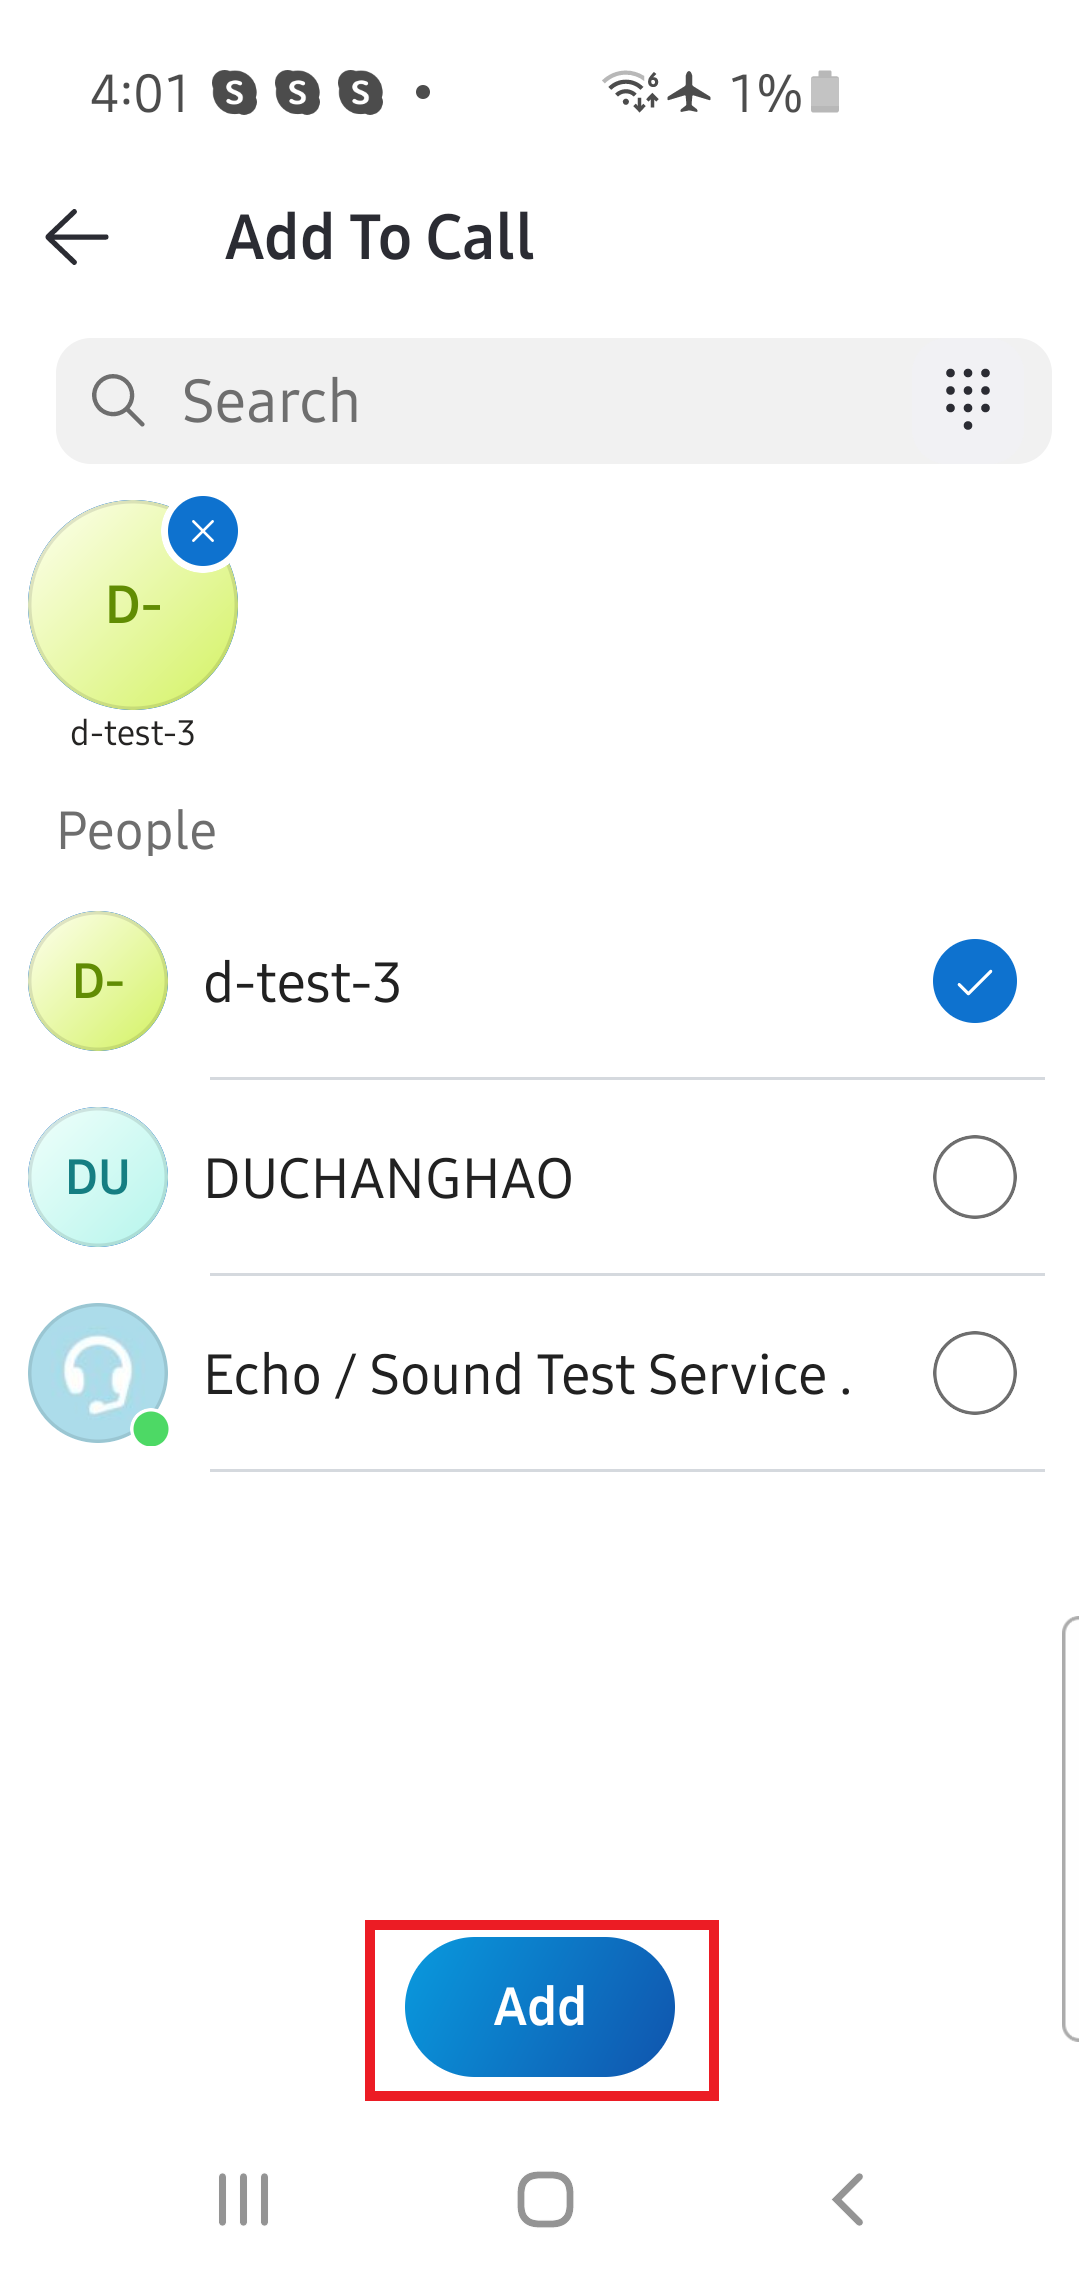 4:01 S S S 6 1%
Add To Call
Search
D-
d-test-3
People
D- d-test-3
DU DUCHANGHAO
Echo / Sound Test Service .
Add